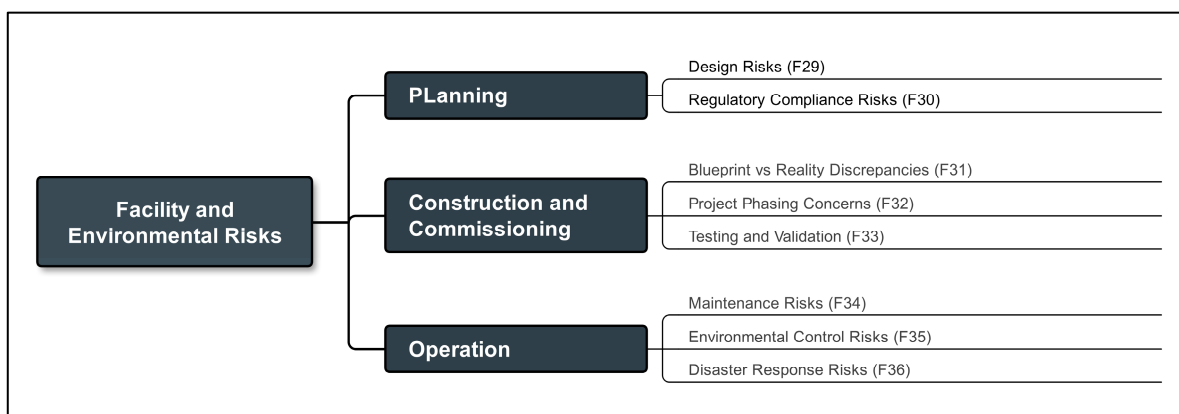 Facility and
Environmental Risks
PLanning
Design Risks (F29)
Regulatory Compliance Risks (F30)
Construction and
Commissioning
Blueprint vs Reality Discrepancies (F31)
Project Phasing Concerns (F32)
Testing and Validation (F33)
Operation
Maintenance Risks (F34)
Environmental Control Risks (F35)
Disaster Response Risks (F36)